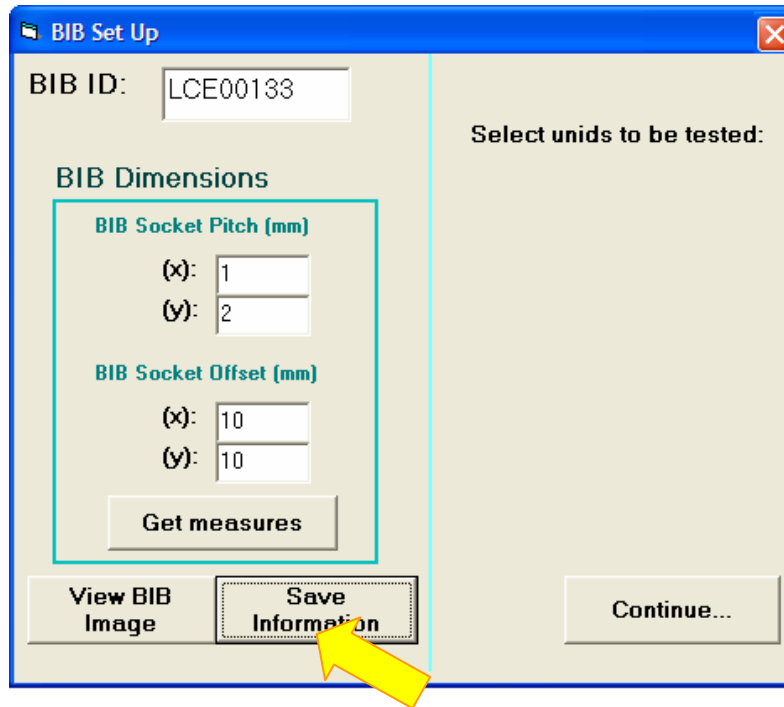 BIB Set Up
BIB ID:
LCE00133
BIB Dimensions
BIB Socket Pitch (mm)
(x): 1
(y): 2
BIB Socket Offset (mm)
(x): 10
(y): 10
Get measures
View BIB
Image
Save
Information
Select unids to be tested:
Continue...